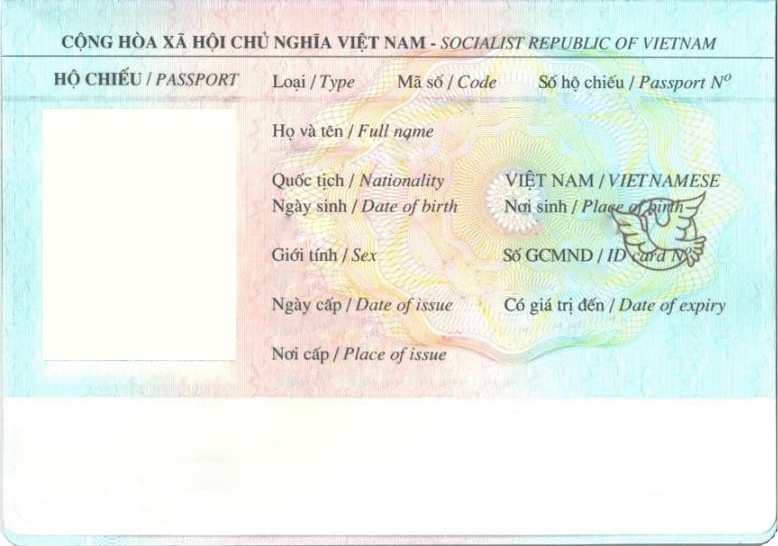 CỘNG HÒA XÃ HỘI CHỦ NGHĨA VIỆT NAM - SOCIALIST REPUBLIC OF VIETNAM
HỘ CHIẾU / PASSPORT Loại / Type Mã số / Code Số hộ chiếu / Passport Nº
Họ và tên / Full name
Quốc tịch / Nationality VIỆT NAM / VIETNAMESE
Ngày sinh / Date of birth Nơi sinh / Place of birth
Giới tính / Sex Số GCMND / ID card Nº
Ngày cấp / Date of issue Có giá trị đến / Date of expiry
Nơi cấp / Place of issue